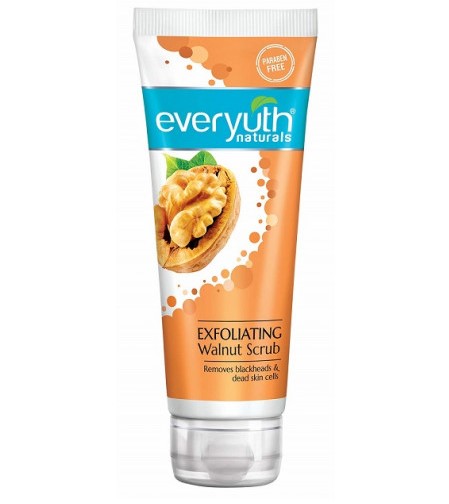 PARABEN
FREE
everyuth®
naturals
EXFOLIATING
Walnut Scrub
Removes blackheads &
dead skin cells